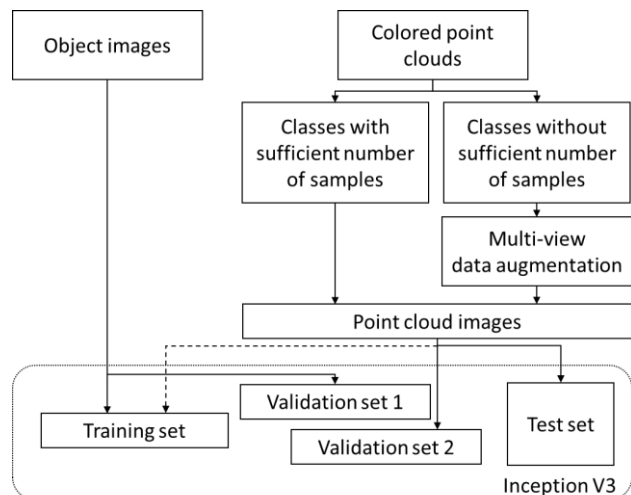 Object images
Colored point
clouds
Classes with
sufficient number
of samples
Classes without
sufficient number
of samples
Multi-view
data augmentation
Point cloud images
Validation set 1
Training set
Validation set 2
Test set
Inception V3